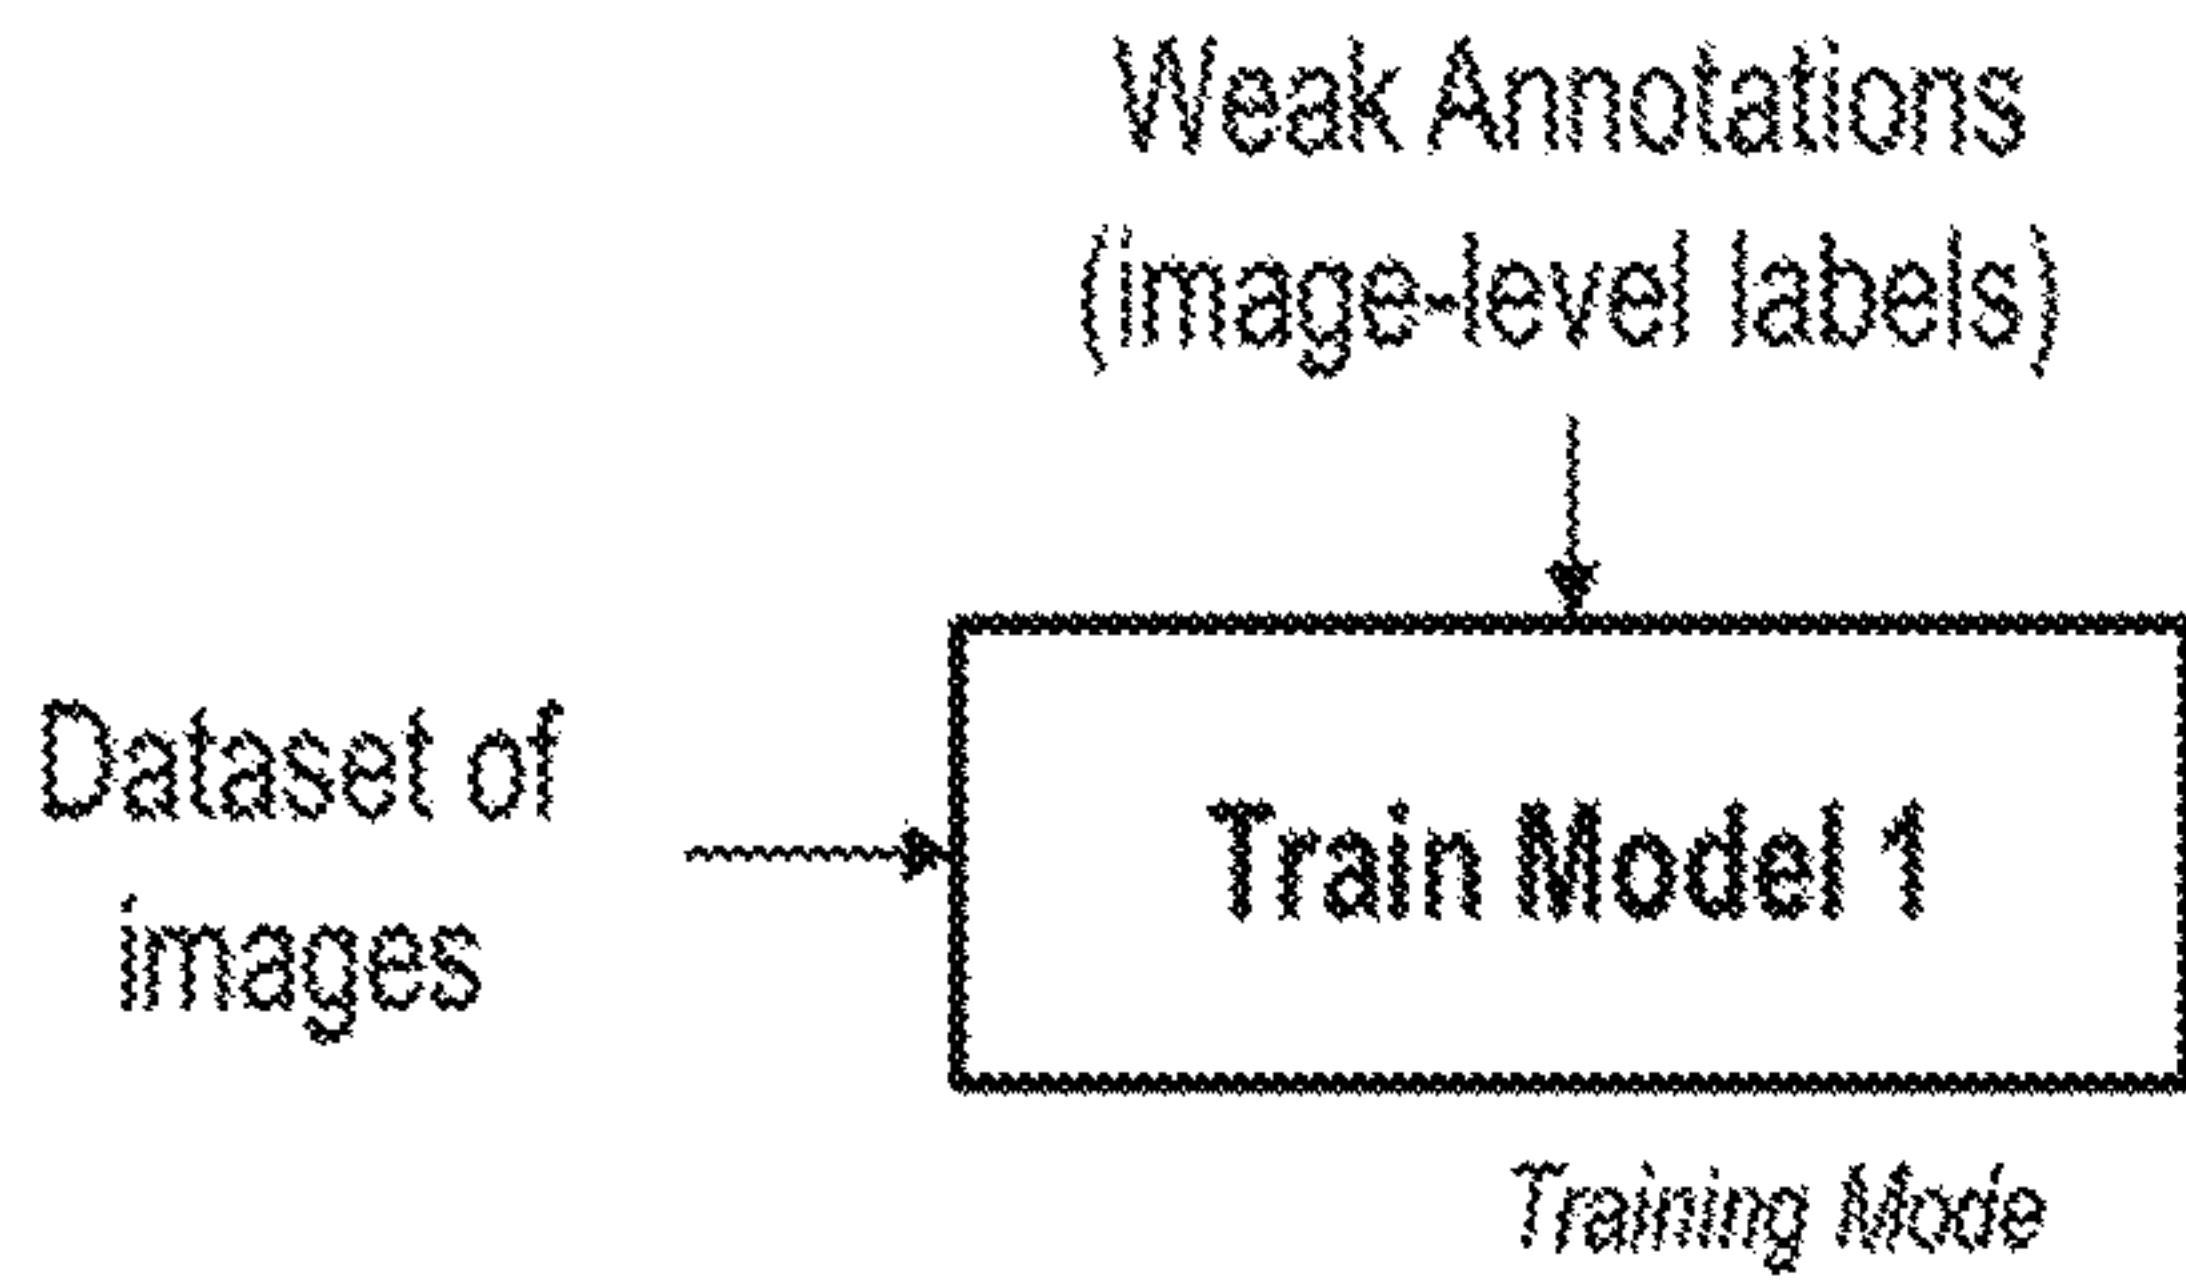 Weak Annotations
(image-level labels)
Dataset of
images
Train Model 1
Training Mode